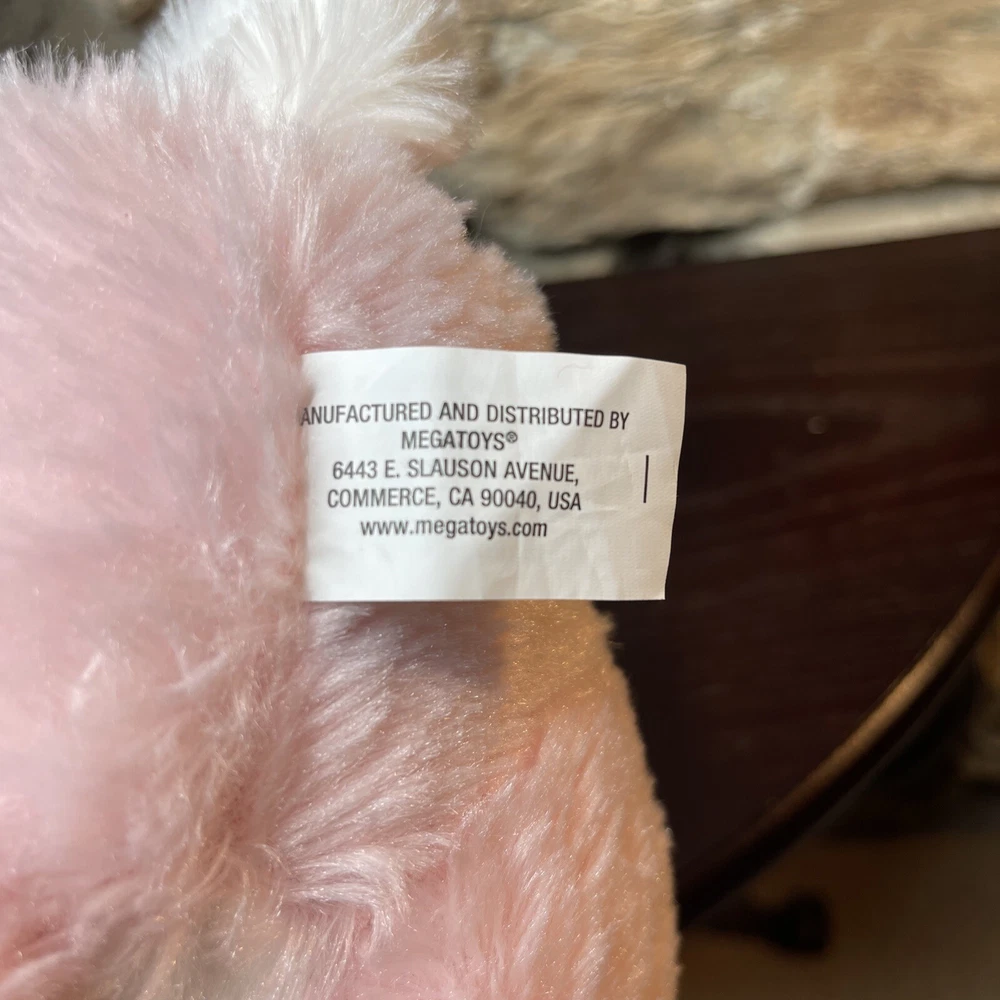 ANUFACTURED AND DISTRIBUTED BY
MEGATOYS®
6443 E. SLAUSON AVENUE,
COMMERCE, CA 90040, USA
www.megatoys.com